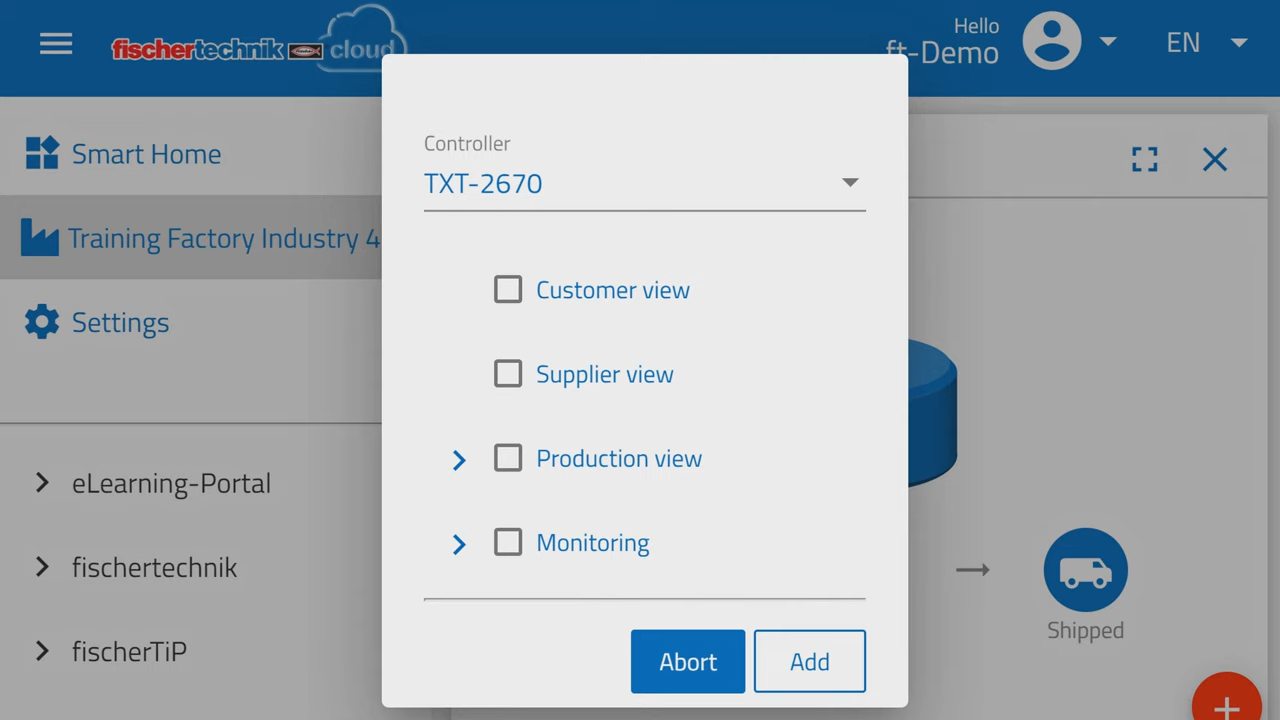 fischertechnik cloud
Hello
ft-Demo
EN
Smart Home
Training Factory Industry 4
Settings
eLearning-Portal
fischertechnik
fischerTiP
Controller
TXT-2670
Customer view
Supplier view
Production view
Monitoring
Abort
Add
Shipped